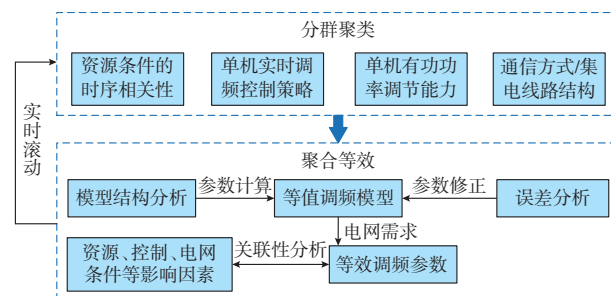 分群聚类
资源条件的
时序相关性
单机实时调
频控制策略
单机有功功
率调节能力
通信方式/集
电线路结构
实时滚动
聚合等效
模型结构分析
参数计算
等值调频模型
参数修正
误差分析
电网需求
资源、控制、电网
条件等影响因素
关联性分析
等效调频参数